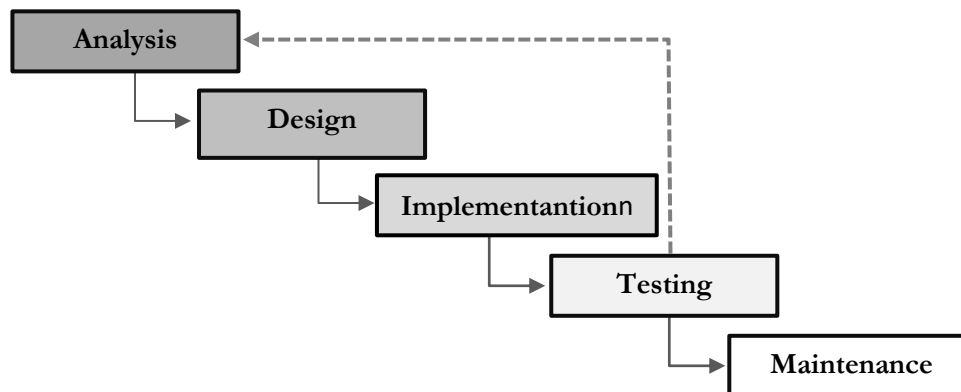 Analysis
Design
Implementantionn
Testing
Maintenance